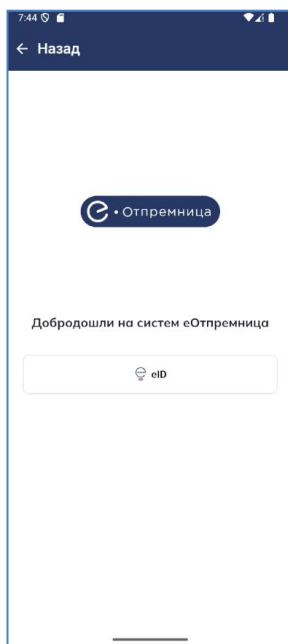 7:44
← Назад
е • Отпремница
Добродошли на систем еОтпремница
eID